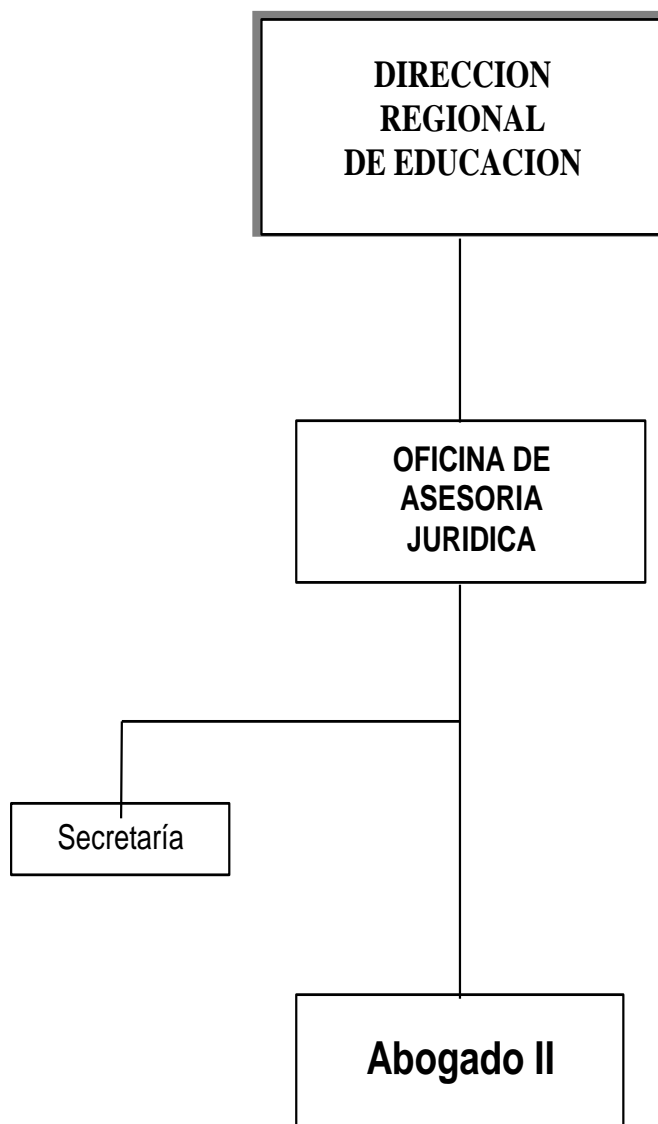 DIRECCION
REGIONAL
DE EDUCACION
OFICINA DE
ASESORIA
JURIDICA
Secretaría
Abogado II